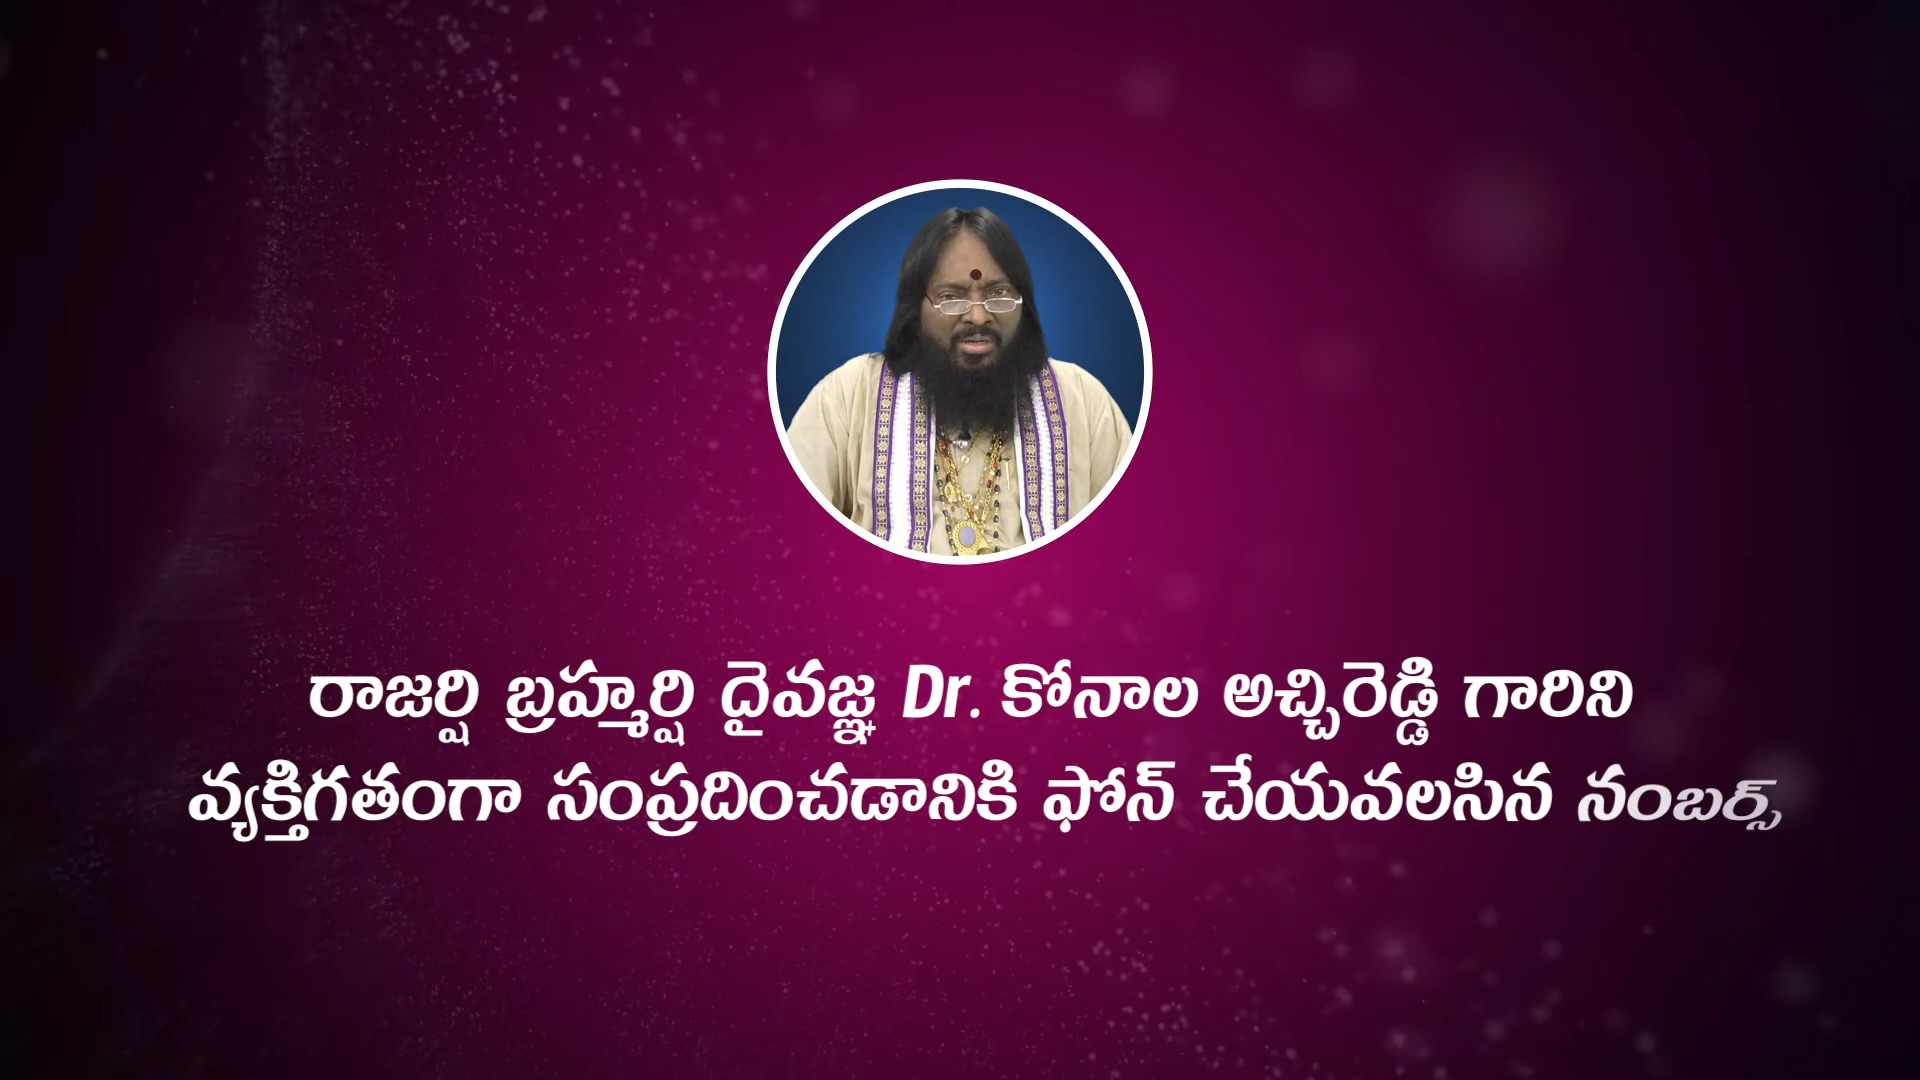 రాజర్షి బ్రహ్మర్షి దైవజ్ఞ Dr. కోనాల అచ్చిరెడ్డి గారిని
వ్యక్తిగతంగా సంప్రదించడానికి ఫోన్ చేయవలసిన నంబర్స్